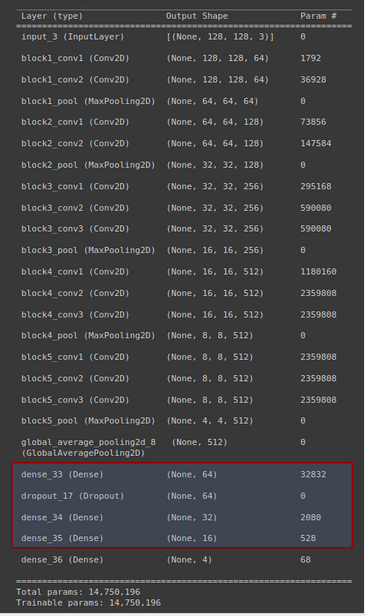 Layer (type) Output Shape Param #
================================================================
input_3 (InputLayer) [(None, 128, 128, 3)] 0
block1_conv1 (Conv2D) (None, 128, 128, 64) 1792
block1_conv2 (Conv2D) (None, 128, 128, 64) 36928
block1_pool (MaxPooling2D) (None, 64, 64, 64) 0
block2_conv1 (Conv2D) (None, 64, 64, 128) 73856
block2_conv2 (Conv2D) (None, 64, 64, 128) 147584
block2_pool (MaxPooling2D) (None, 32, 32, 128) 0
block3_conv1 (Conv2D) (None, 32, 32, 256) 295168
block3_conv2 (Conv2D) (None, 32, 32, 256) 590080
block3_conv3 (Conv2D) (None, 32, 32, 256) 590080
block3_pool (MaxPooling2D) (None, 16, 16, 256) 0
block4_conv1 (Conv2D) (None, 16, 16, 512) 1180160
block4_conv2 (Conv2D) (None, 16, 16, 512) 2359808
block4_conv3 (Conv2D) (None, 16, 16, 512) 2359808
block4_pool (MaxPooling2D) (None, 8, 8, 512) 0
block5_conv1 (Conv2D) (None, 8, 8, 512) 2359808
block5_conv2 (Conv2D) (None, 8, 8, 512) 2359808
block5_conv3 (Conv2D) (None, 8, 8, 512) 2359808
block5_pool (MaxPooling2D) (None, 4, 4, 512) 0
global_average_pooling2d_8 (None, 512) 0
(GlobalAveragePooling2D)
dense_33 (Dense) (None, 64) 32832
dropout_17 (Dropout) (None, 64) 0
dense_34 (Dense) (None, 32) 2080
dense_35 (Dense) (None, 16) 528
dense_36 (Dense) (None, 4) 68
================================================================
Total params: 14,750,196
Trainable params: 14,750,196